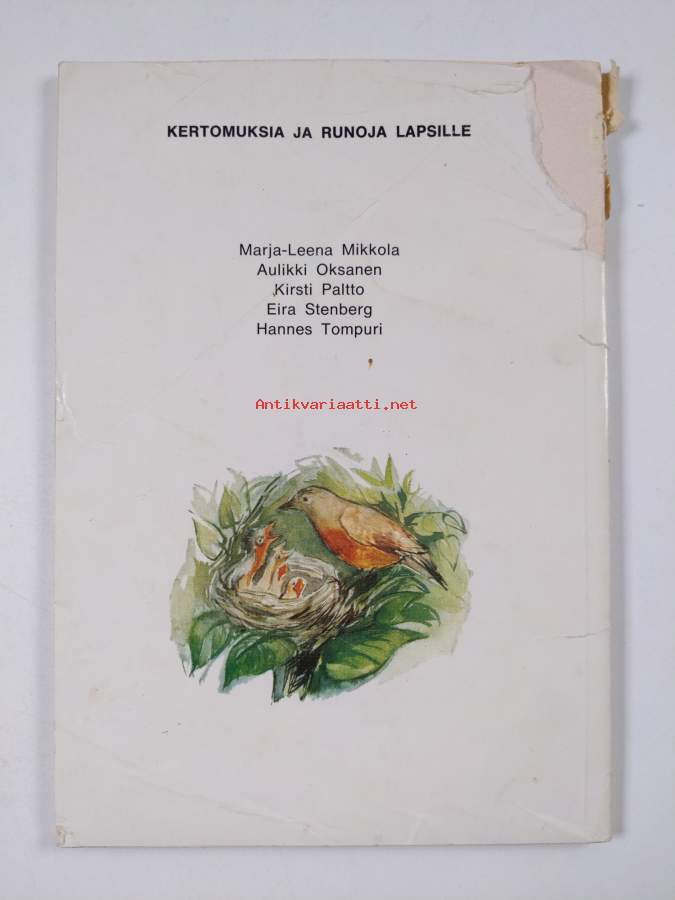 KERTOMUKSIA JA RUNOJA LAPSILLE
Marja-Leena Mikkola
Aulikki Oksanen
Kirsti Paltto
Eira Stenberg
Hannes Tompuri
Antikvariaatti.net